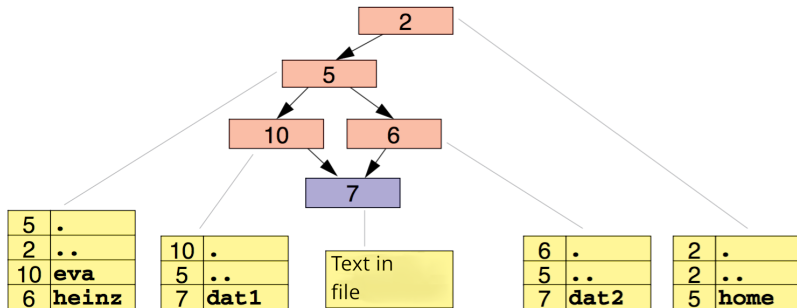 2
5
10
6
7
5 .
2 ..
10 eva
6 heinz
10 .
5 ..
7 dat1
Text in
file
6 .
5 ..
7 dat2
2 .
2 ..
5 home